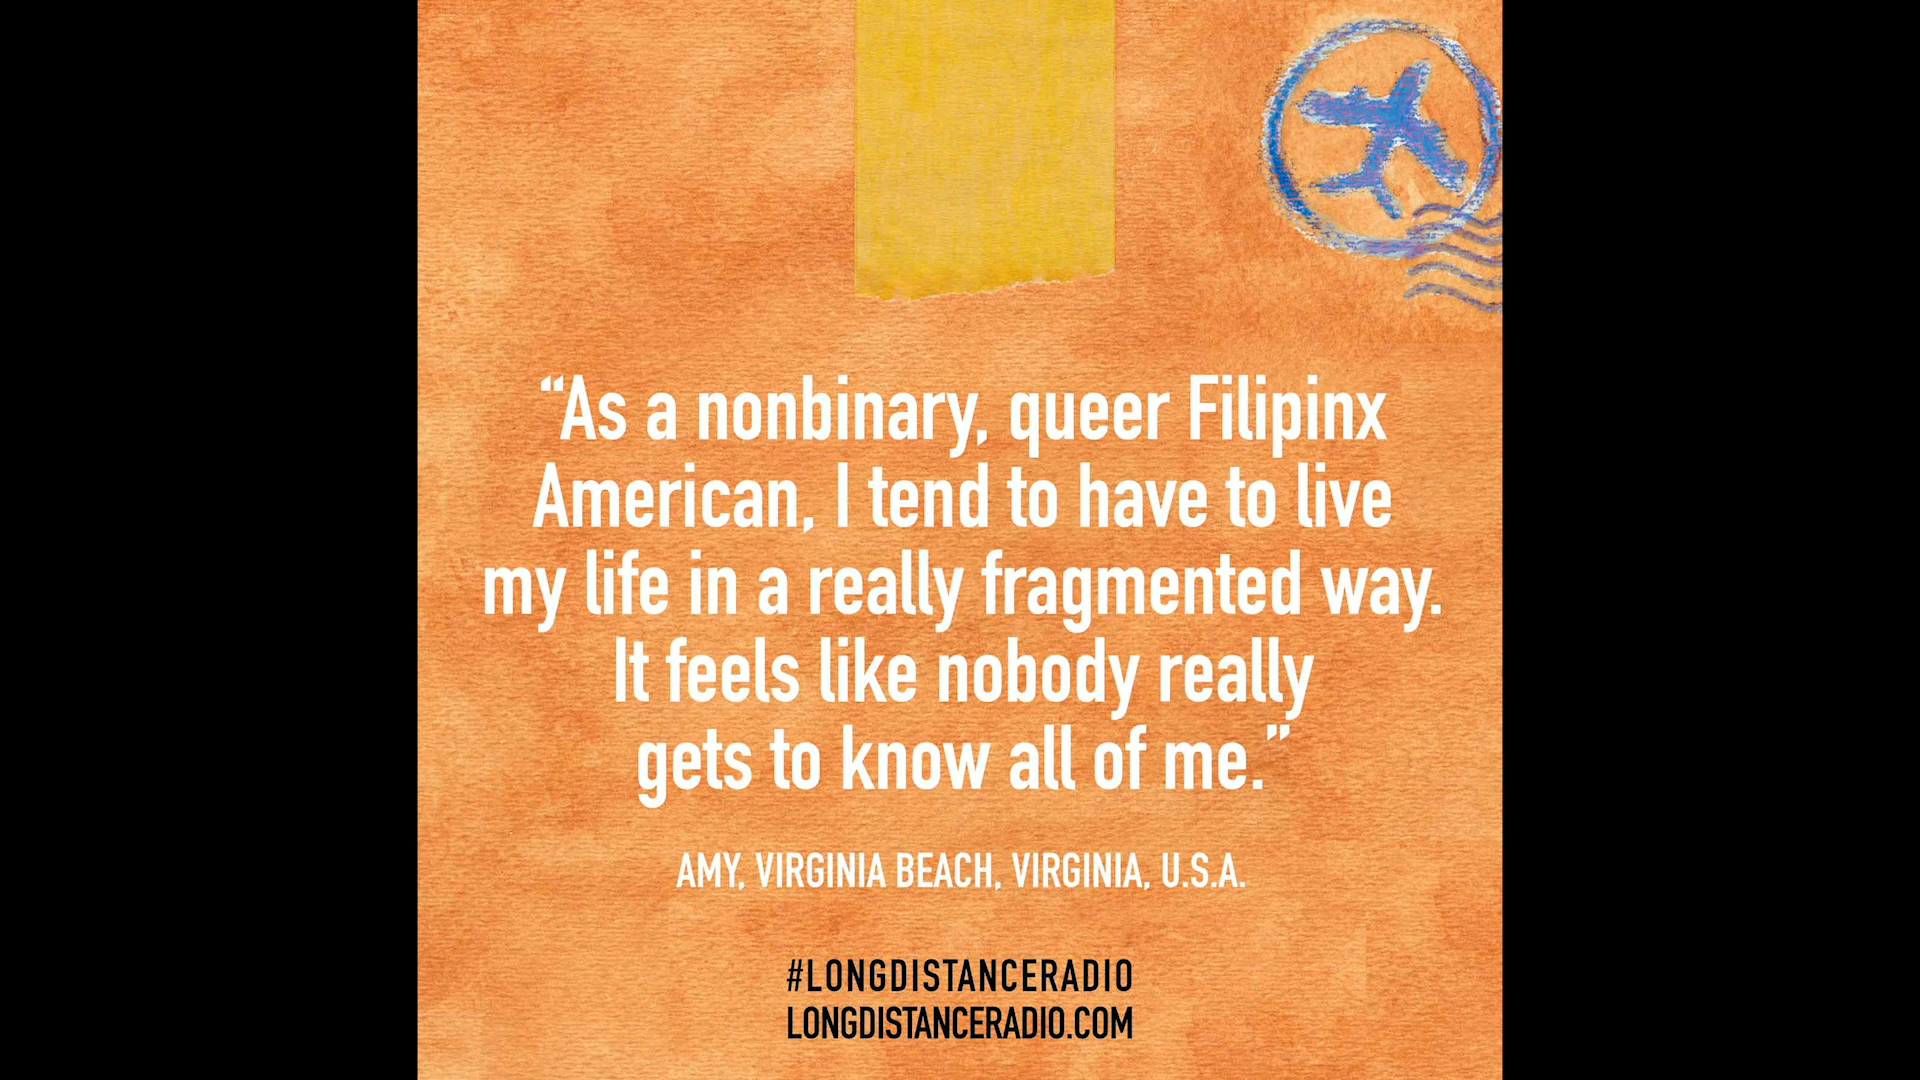 “As a nonbinary, queer Filipinx
American, I tend to have to live
my life in a really fragmented way.
It feels like nobody really
gets to know all of me.”
AMY, VIRGINIA BEACH, VIRGINIA, U.S.A.
#LONGDISTANCERADIO
LONGDISTANCERADIO.COM